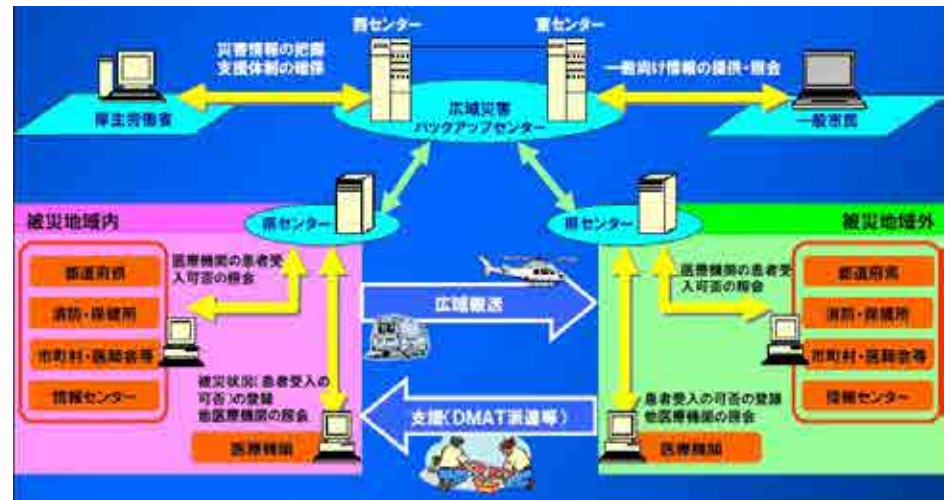 西センター
東センター
災害情報の把握
支援体制の確保
一般向け情報の提供・照会
厚生労働省
広域災害
バックアップセンター
一般市民
県センター
県センター
被災地域内
被災地域外
都道府県
消防・保健所
市町村・医師会等
情報センター
医療機関の患者受
入可否の照会
被災状況(患者受入の
可否)の登録
他医療機関の照会
医療機関
広域搬送
支援(DMAT派遣等)
医療機関の患者受
入可否の照会
都道府県
消防・保健所
市町村・医師会等
情報センター
患者受入の可否の登録
他医療機関の照会
医療機関